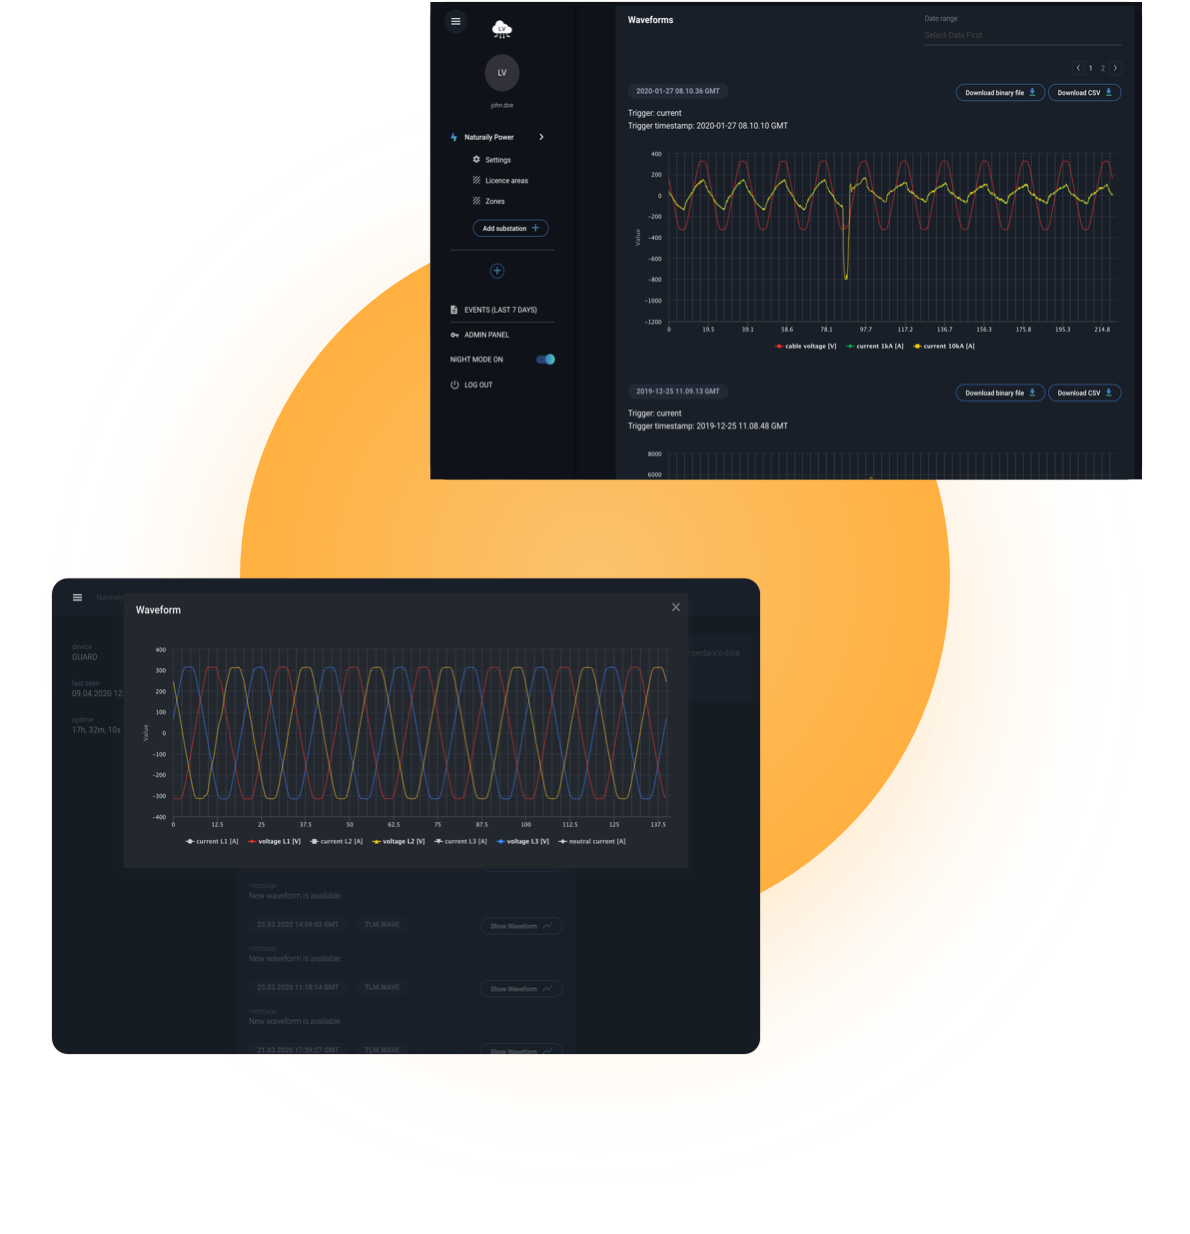 LV
LV
john.doe
Naturaily Power
Settings
Licence areas
Zones
Add substation
EVENTS (LAST 7 DAYS)
ADMIN PANEL
NIGHT MODE ON
LOG OUT
Waveforms
Date range
Select Date First
1 2
2020-01-27 08.10.36 GMT
Download binary file
Download CSV
Trigger: current
Trigger timestamp: 2020-01-27 08.10.10 GMT
400
200
0
-200
-400
-600
-800
-1000
-1200
Value
0 19.5 39.1 58.6 78.1 97.7 117.2 136.7 156.3 175.8 195.3 214.8
cable voltage [V] current 1kA [A] current 10kA [A]
2019-12-25 11.09.13 GMT
Download binary file
Download CSV
Trigger: current
Trigger timestamp: 2019-12-25 11.08.48 GMT
8000
6000
Naturaily
device
GUARD
last seen
09.04.2020 12:
uptime
17h, 32m, 10s
Waveform
mpedance data
400
300
200
100
0
-100
-200
-300
-400
Value
0 12.5 25 37.5 50 62.5 75 87.5 100 112.5 125 137.5
current L1 [A] voltage L1 [V] current L2 [A] voltage L2 [V] current L3 [A] voltage L3 [V] neutral current [A]
message
New waveform is available.
25.03.2020 14:09:02 GMT TLM.WAVE Show Waveform
message
New waveform is available.
25.03.2020 11:18:14 GMT TLM.WAVE Show Waveform
message
New waveform is available.
21.03.2020 17:39:27 GMT TLM.WAVE Show Waveform